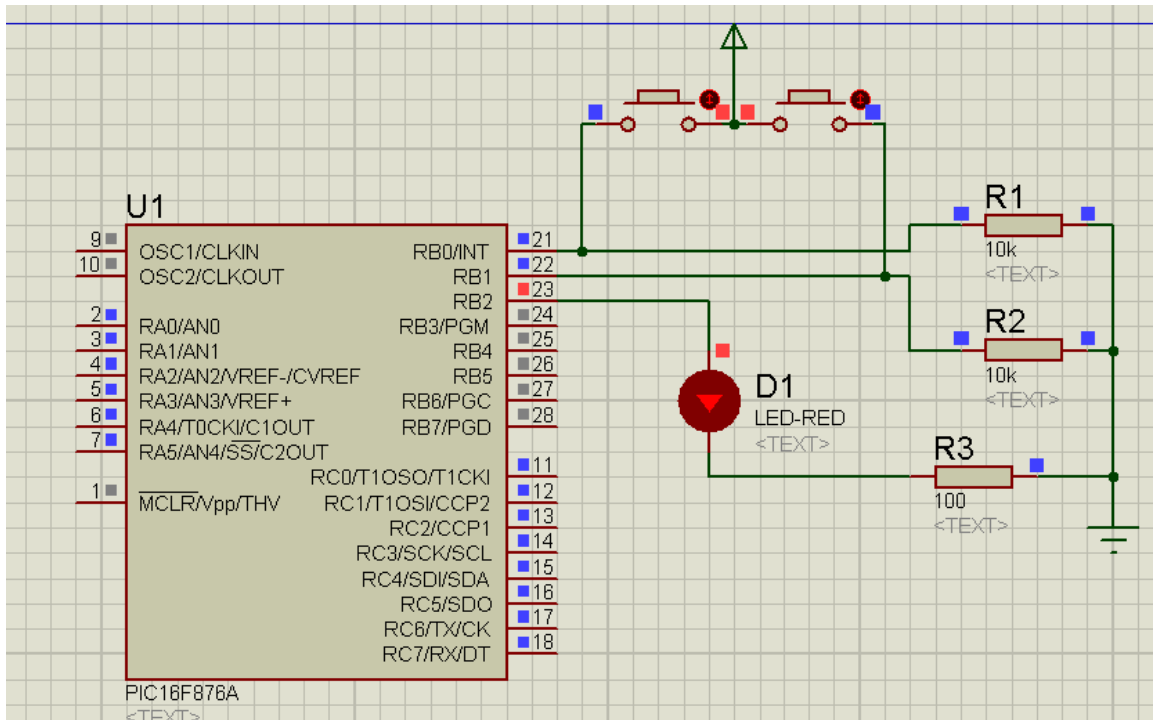 U1
9
OSC1/CLKIN
10
OSC2/CLKOUT
2
RA0/AN0
3
RA1/AN1
4
RA2/AN2/VREF-/CVREF
5
RA3/AN3/VREF+
6
RA4/T0CKI/C1OUT
7
RA5/AN4/SS/C2OUT
1
MCLR/Vpp/THV
RB0/INT
21
RB1
22
RB2
23
RB3/PGM
24
RB4
25
RB5
26
RB6/PGC
27
RB7/PGD
28
RC0/T1OSO/T1CKI
11
RC1/T1OSI/CCP2
12
RC2/CCP1
13
RC3/SCK/SCL
14
RC4/SDI/SDA
15
RC5/SDO
16
RC6/TX/CK
17
RC7/RX/DT
18
PIC16F876A
<TEXT>
R1
10k
<TEXT>
R2
10k
<TEXT>
D1
LED-RED
<TEXT>
R3
100
<TEXT>